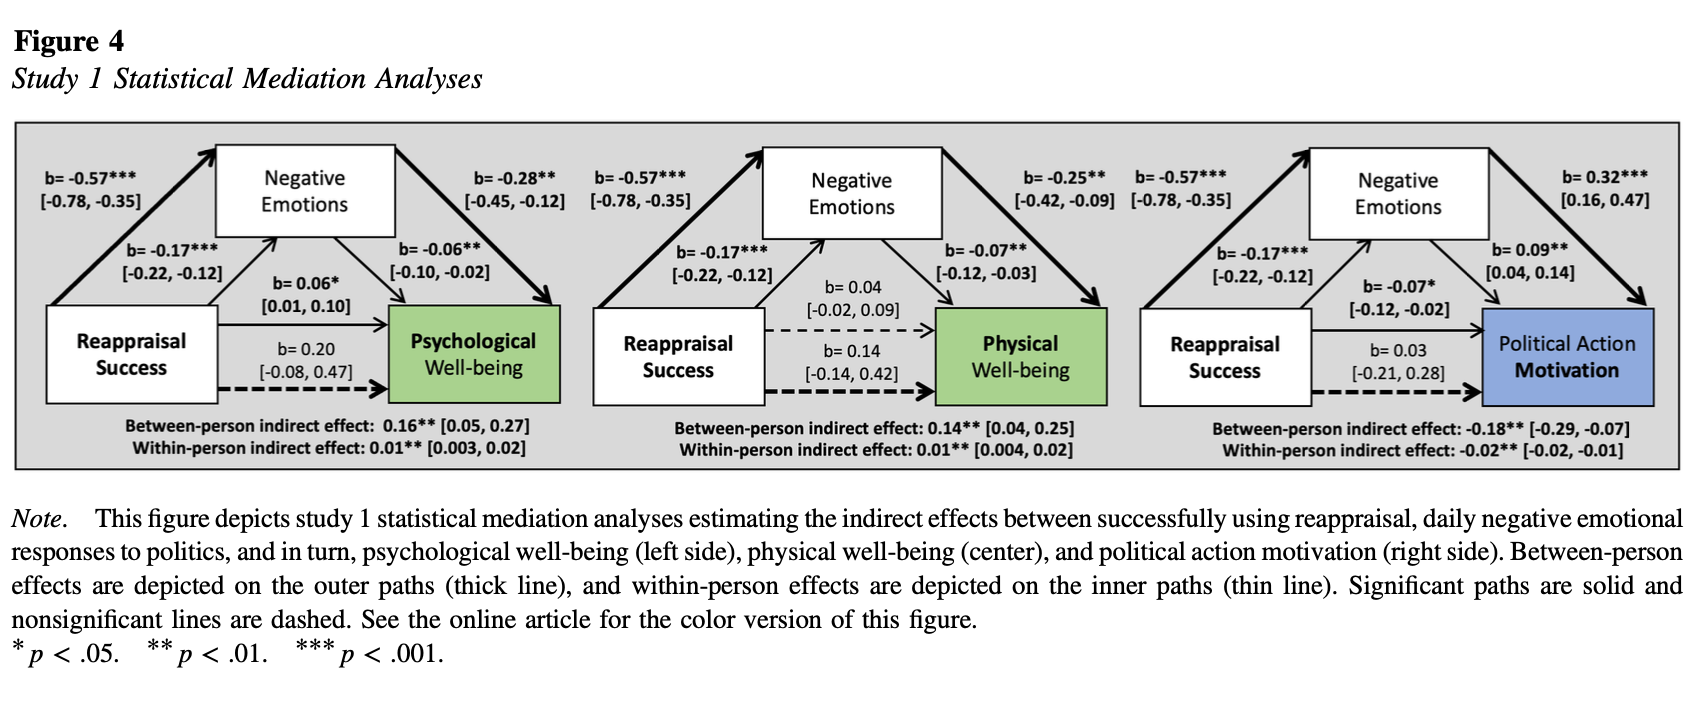 Figure 4
Study 1 Statistical Mediation Analyses
b= -0.57***
[-0.78, -0.35]
Negative
Emotions
b= -0.28**
[-0.45, -0.12]
b= -0.17***
[-0.22, -0.12]
b= -0.06**
[-0.10, -0.02]
b= 0.06*
[0.01, 0.10]
Reappraisal
Success
b= 0.20
[-0.08, 0.47]
Psychological
Well-being
Between-person indirect effect: 0.16** [0.05, 0.27]
Within-person indirect effect: 0.01** [0.003, 0.02]
b= -0.57***
[-0.78, -0.35]
Negative
Emotions
b= -0.25**
[-0.42, -0.09]
b= -0.17***
[-0.22, -0.12]
b= -0.07**
[-0.12, -0.03]
b= 0.04
[-0.02, 0.09]
Reappraisal
Success
b= 0.14
[-0.14, 0.42]
Physical
Well-being
Between-person indirect effect: 0.14** [0.04, 0.25]
Within-person indirect effect: 0.01** [0.004, 0.02]
b= -0.57***
[-0.78, -0.35]
Negative
Emotions
b= 0.32***
[0.16, 0.47]
b= -0.17***
[-0.22, -0.12]
b= 0.09**
[0.04, 0.14]
b= -0.07*
[-0.12, -0.02]
Reappraisal
Success
b= 0.03
[-0.21, 0.28]
Political Action
Motivation
Between-person indirect effect: -0.18** [-0.29, -0.07]
Within-person indirect effect: -0.02** [-0.02, -0.01]
Note. This figure depicts study 1 statistical mediation analyses estimating the indirect effects between successfully using reappraisal, daily negative emotional
responses to politics, and in turn, psychological well-being (left side), physical well-being (center), and political action motivation (right side). Between-person
effects are depicted on the outer paths (thick line), and within-person effects are depicted on the inner paths (thin line). Significant paths are solid and
nonsignificant lines are dashed. See the online article for the color version of this figure.
* p < .05. ** p < .01. *** p < .001.